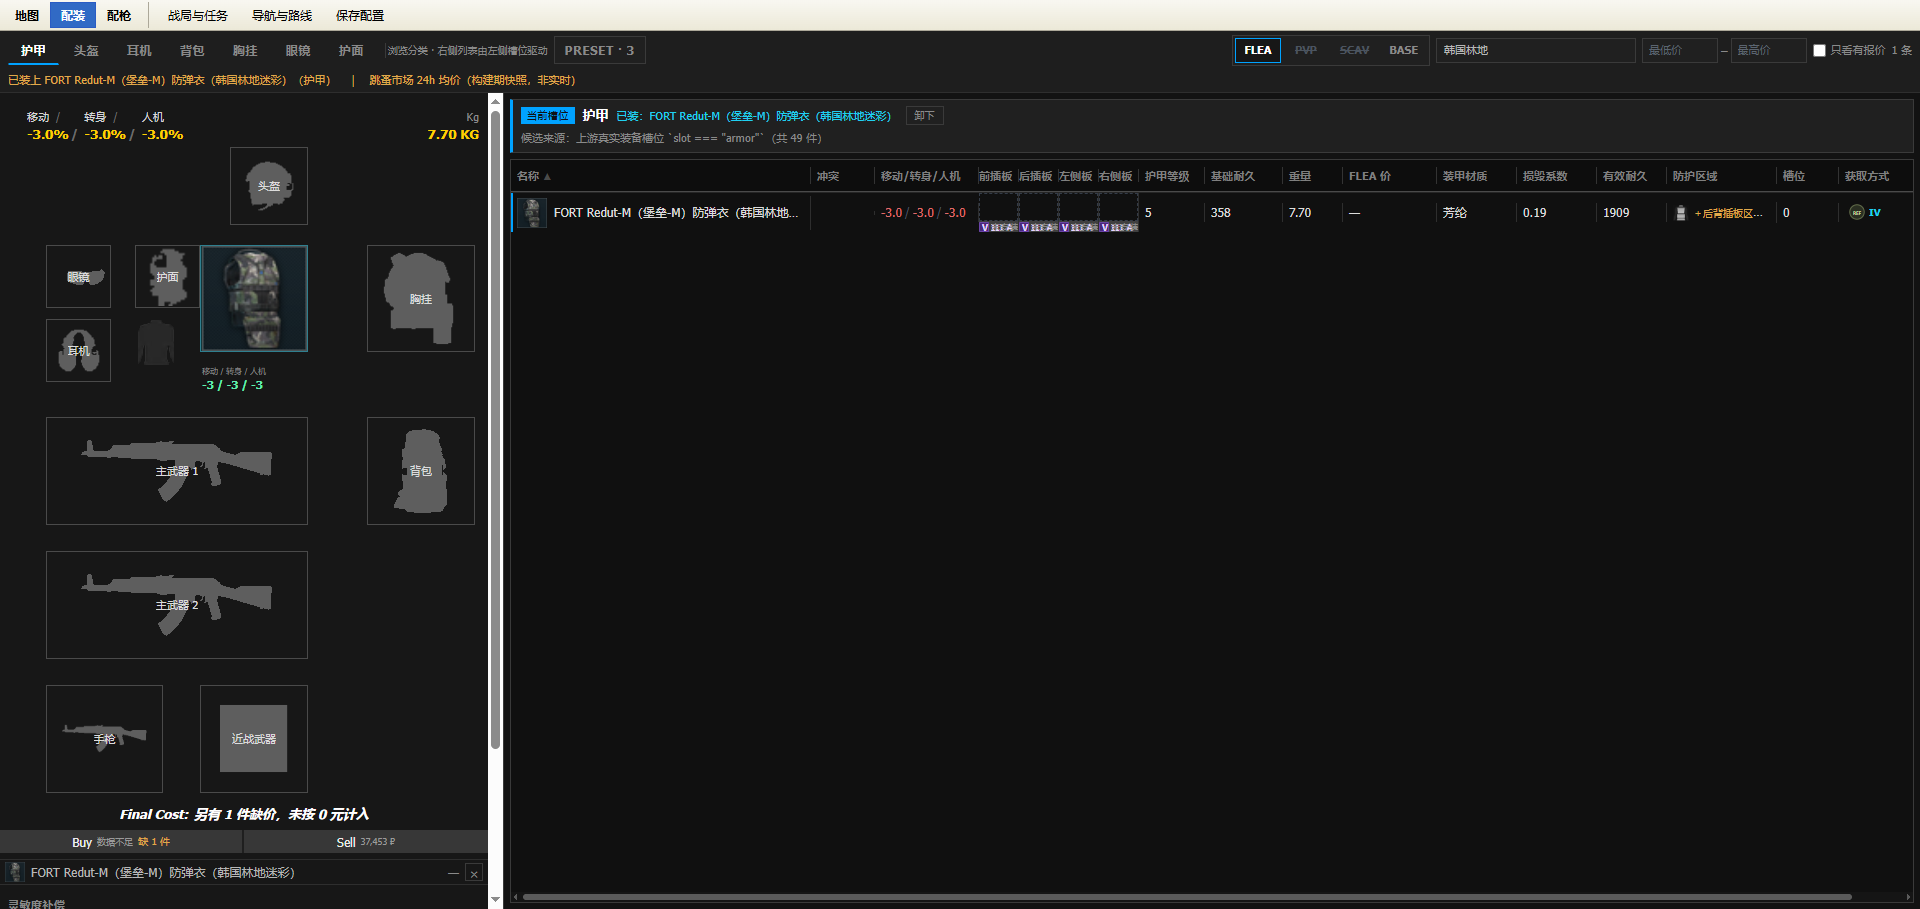 地图 配装 配枪 战局与任务 导航与路线 保存配置
护甲 头盔 耳机 背包 胸挂 眼镜 护面 浏览分类 · 右侧列表由左侧槽位驱动 PRESET · 3 FLEA PVP SCAV BASE 韩国林地 最低价 – 最高价 只看有报价 1 条
已装上 FORT Redut-M（堡垒-M）防弹衣（韩国林地迷彩）（护甲） | 跳蚤市场 24h 均价（构建期快照，非实时）
移动 / 转身 / 人机 Kg
-3.0% / -3.0% / -3.0% 7.70 KG
头盔
眼镜 护面 胸挂
耳机
移动 / 转身 / 人机
-3 / -3 / -3
主武器 1 背包
主武器 2
手枪 近战武器
Final Cost: 另有 1 件缺价，未按 0 元计入
Buy 数据不足 缺 1 件 Sell 37,453 ₽
FORT Redut-M（堡垒-M）防弹衣（韩国林地迷彩） — ×
灵敏度补偿
当前槽位 护甲 已装：FORT Redut-M（堡垒-M）防弹衣（韩国林地迷彩） 卸下
候选来源：上游真实装备槽位 `slot === "armor"`（共 49 件）
名称 ▲ 冲突 移动/转身/人机 前插板 后插板 左侧板 右侧板 护甲等级 基础耐久 重量 FLEA 价 装甲材质 损毁系数 有效耐久 防护区域 槽位 获取方式
FORT Redut-M（堡垒-M）防弹衣（韩国林地... -3.0 / -3.0 / -3.0 5 358 7.70 — 芳纶 0.19 1909 +后背插板区... 0 REF IV